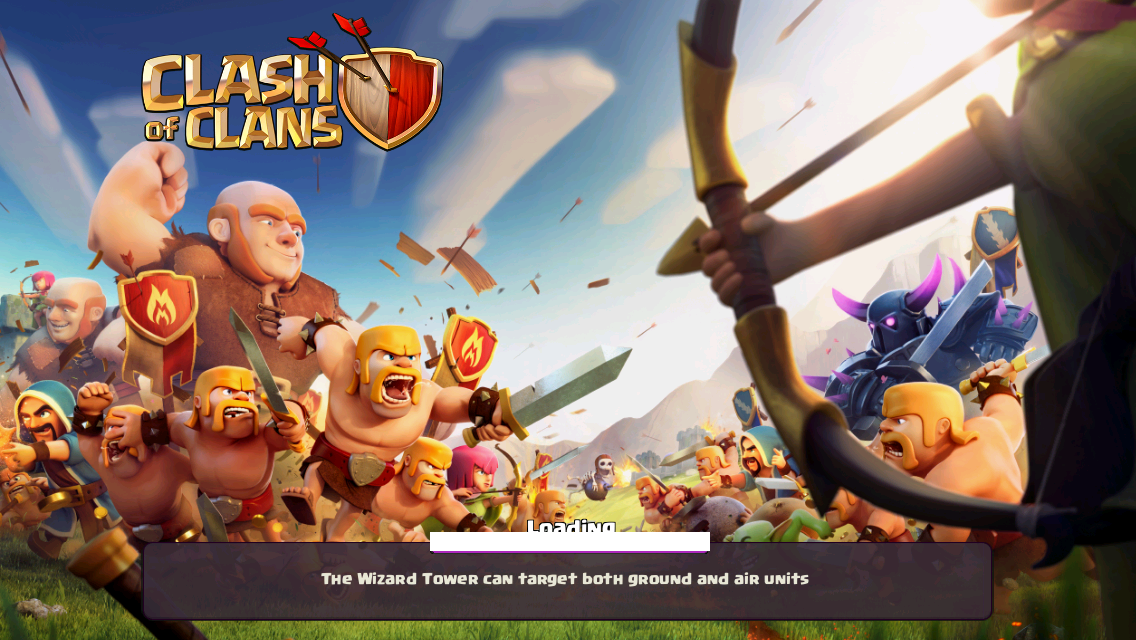 CLASH
OF CLANS
Loading
The Wizard Tower can target both ground and air units